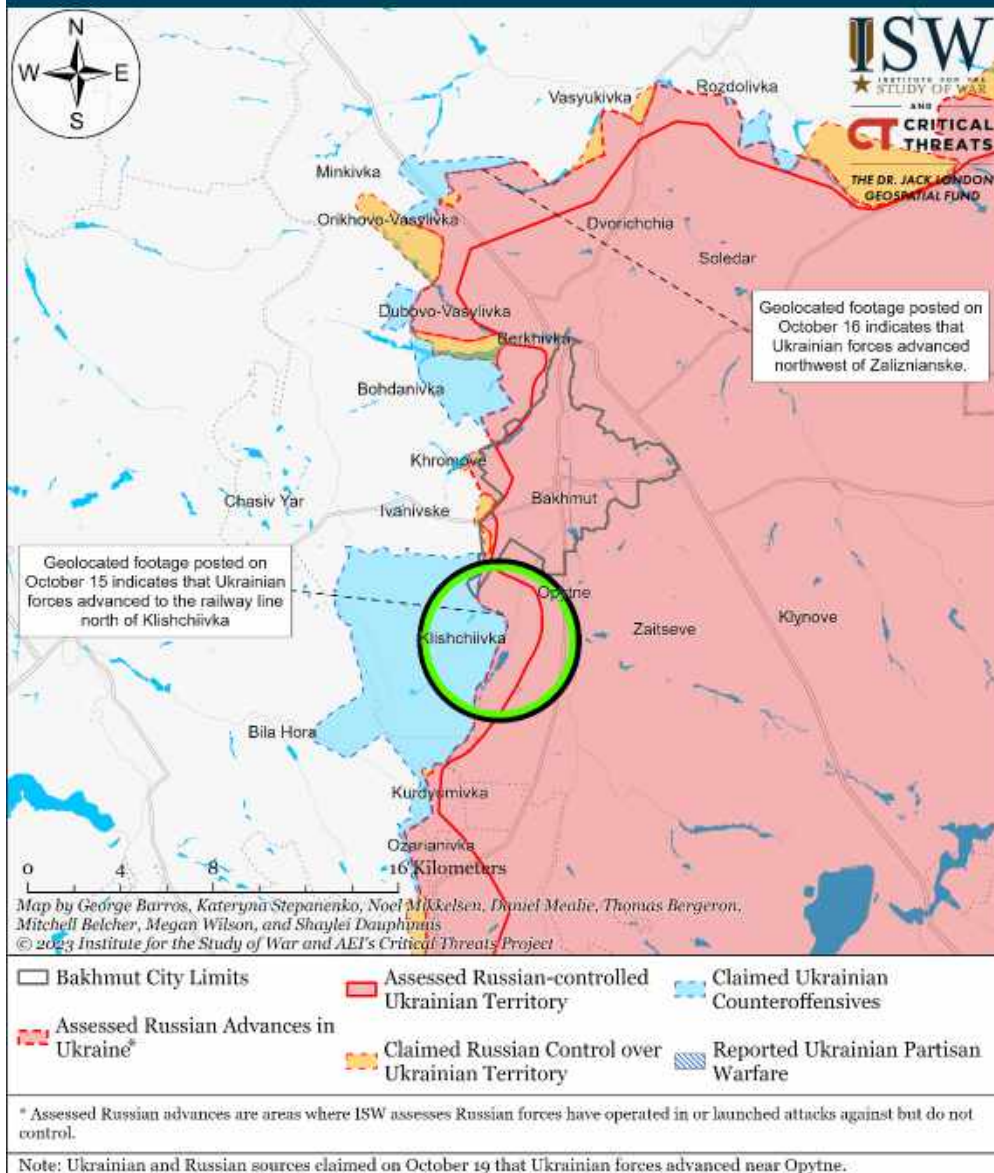 N
W E
S
ISW
INSTITUTE FOR THE
STUDY OF WAR
AND
CT CRITICAL
THREATS
THE DR. JACK LONDON
GEOSPATIAL FUND
Vasyukivka
Rozdolivka
Minkivka
Orikhovo-Vasylivka
Dvorichchia
Soledar
Dubovo-Vasylivka
Berkhivka
Geolocated footage posted on
October 16 indicates that
Ukrainian forces advanced
northwest of Zaliznianske.
Bohdanivka
Khromove
Chasiv Yar
Ivanivske
Bakhmut
Geolocated footage posted on
October 15 indicates that Ukrainian
forces advanced to the railway line
north of Klishchiivka
Opytne
Klishchiivka
Zaitseve
Klynove
Bila Hora
Kurdyumivka
Ozarianivka
0 4 8 16 Kilometers
Map by George Barros, Kateryna Stepanenko, Noel Mikkelsen, Daniel Mealie, Thomas Bergeron,
Mitchell Belcher, Megan Wilson, and Shaylei Dauphinais
© 2023 Institute for the Study of War and AEI's Critical Threats Project
Bakhmut City Limits
Assessed Russian Advances in
Ukraine*
Assessed Russian-controlled
Ukrainian Territory
Claimed Russian Control over
Ukrainian Territory
Claimed Ukrainian
Counteroffensives
Reported Ukrainian Partisan
Warfare
* Assessed Russian advances are areas where ISW assesses Russian forces have operated in or launched attacks against but do not
control.
Note: Ukrainian and Russian sources claimed on October 19 that Ukrainian forces advanced near Opytne.